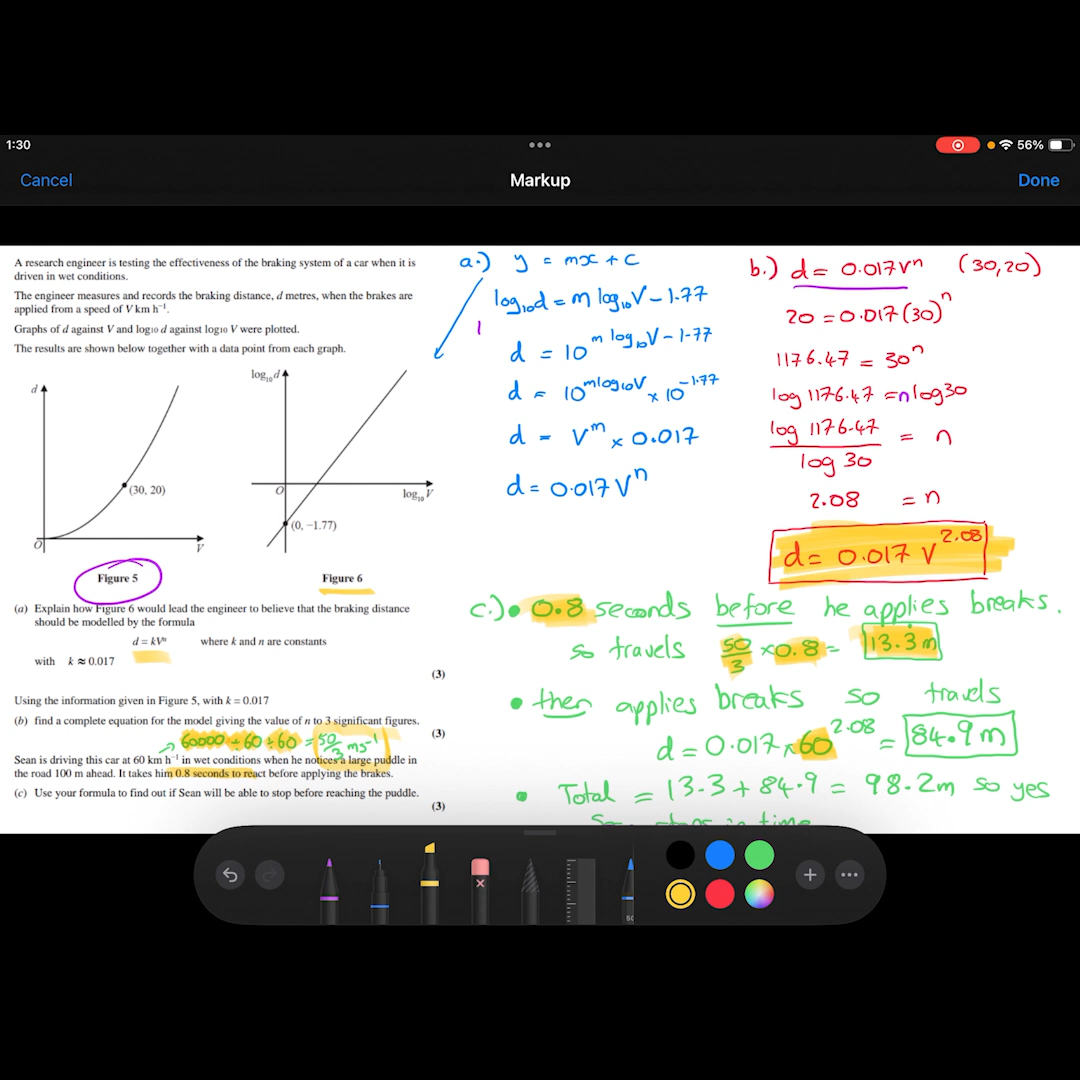 1:30
56%
Cancel
Markup
Done
A research engineer is testing the effectiveness of the braking system of a car when it is
driven in wet conditions.
The engineer measures and records the braking distance, d metres, when the brakes are
applied from a speed of V km h⁻¹.
Graphs of d against V and log₁₀ d against log₁₀ V were plotted.
The results are shown below together with a data point from each graph.
d
(30, 20)
O
V
Figure 5
log₁₀ d
O
log₁₀ V
(0, −1.77)
Figure 6
(a) Explain how Figure 6 would lead the engineer to believe that the braking distance
should be modelled by the formula
d = kVⁿ where k and n are constants
with k ≈ 0.017
(3)
Using the information given in Figure 5, with k = 0.017
(b) find a complete equation for the model giving the value of n to 3 significant figures.
(3)
→ 60000 ÷ 60 ÷ 60 = 50/3 ms⁻¹
Sean is driving this car at 60 km h⁻¹ in wet conditions when he notices a large puddle in
the road 100 m ahead. It takes him 0.8 seconds to react before applying the brakes.
(c) Use your formula to find out if Sean will be able to stop before reaching the puddle.
(3)
a.) y = mx + c
log₁₀d = m log₁₀V − 1.77
d = 10^(m log₁₀V − 1.77)
d = 10^(m log₁₀V) × 10^(−1.77)
d = V^m × 0.017
d = 0.017 Vⁿ
b.) d = 0.017Vⁿ (30,20)
20 = 0.017(30)ⁿ
1176.47 = 30ⁿ
log 1176.47 = n log 30
log 1176.47 / log 30 = n
2.08 = n
d = 0.017 V^2.08
c.) • 0.8 seconds before he applies breaks.
so travels 50/3 × 0.8 = 13.3m
• then applies breaks so travels
d = 0.017 × 60^2.08 = 84.9m
• Total = 13.3 + 84.9 = 98.2m so yes
in time
50